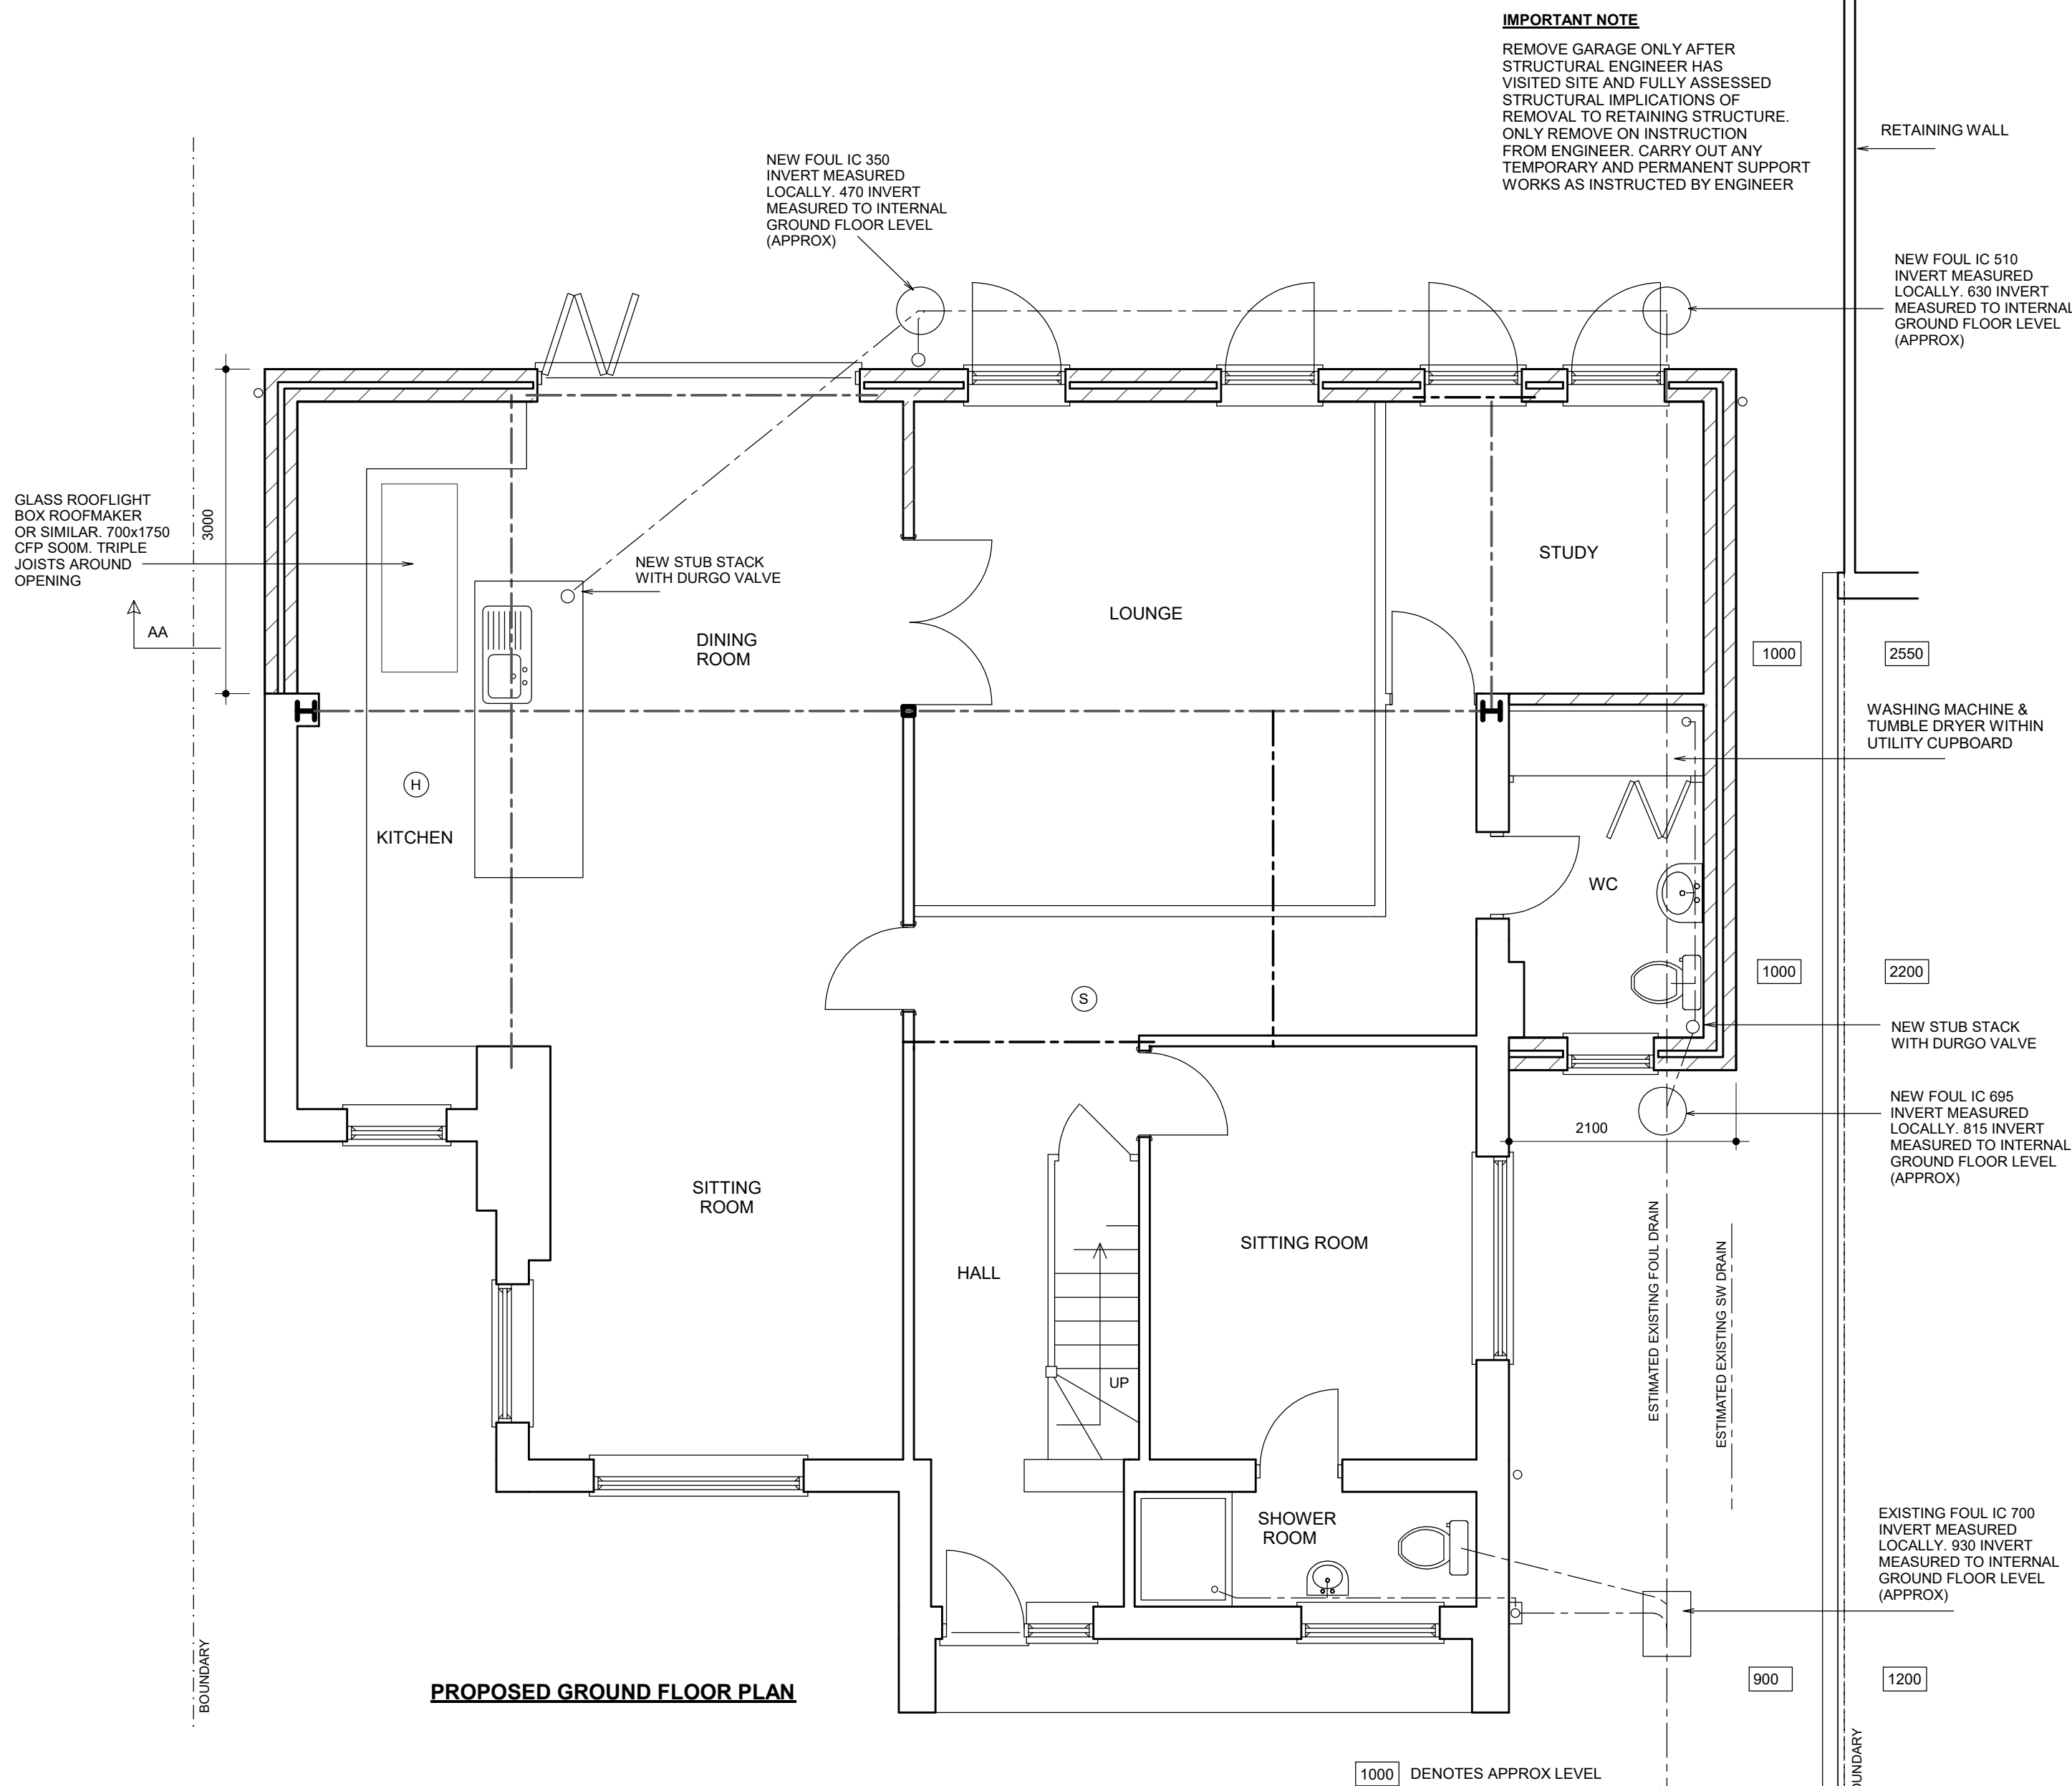 IMPORTANT NOTE
REMOVE GARAGE ONLY AFTER
STRUCTURAL ENGINEER HAS
VISITED SITE AND FULLY ASSESSED
STRUCTURAL IMPLICATIONS OF
REMOVAL TO RETAINING STRUCTURE.
ONLY REMOVE ON INSTRUCTION
FROM ENGINEER. CARRY OUT ANY
TEMPORARY AND PERMANENT SUPPORT
WORKS AS INSTRUCTED BY ENGINEER
RETAINING WALL
NEW FOUL IC 350
INVERT MEASURED
LOCALLY. 470 INVERT
MEASURED TO INTERNAL
GROUND FLOOR LEVEL
(APPROX)
NEW FOUL IC 510
INVERT MEASURED
LOCALLY. 630 INVERT
MEASURED TO INTERNAL
GROUND FLOOR LEVEL
(APPROX)
GLASS ROOFLIGHT
BOX ROOFMAKER
OR SIMILAR. 700x1750
CFP SO0M. TRIPLE
JOISTS AROUND
OPENING
3000
AA
NEW STUB STACK
WITH DURGO VALVE
DINING
ROOM
LOUNGE
STUDY
1000
2550
WASHING MACHINE &
TUMBLE DRYER WITHIN
UTILITY CUPBOARD
H
KITCHEN
WC
S
1000
2200
NEW STUB STACK
WITH DURGO VALVE
NEW FOUL IC 695
INVERT MEASURED
LOCALLY. 815 INVERT
MEASURED TO INTERNAL
GROUND FLOOR LEVEL
(APPROX)
2100
SITTING
ROOM
HALL
SITTING ROOM
UP
ESTIMATED EXISTING FOUL DRAIN
ESTIMATED EXISTING SW DRAIN
SHOWER
ROOM
EXISTING FOUL IC 700
INVERT MEASURED
LOCALLY. 930 INVERT
MEASURED TO INTERNAL
GROUND FLOOR LEVEL
(APPROX)
BOUNDARY
PROPOSED GROUND FLOOR PLAN
900
1200
1000 DENOTES APPROX LEVEL
OUNDARY